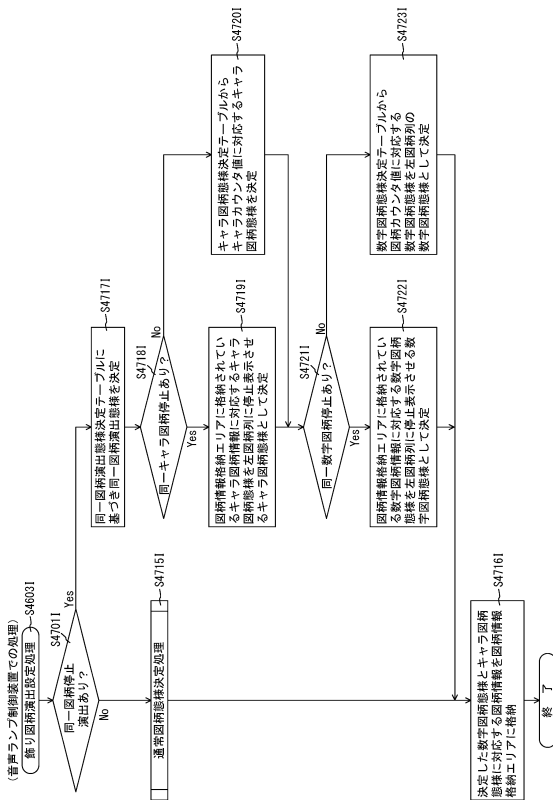 (音声ランプ制御装置での処理)
飾り図柄演出設定処理
S4603I
同一図柄停止
演出あり?
S4701I
Yes
No
通常図柄態様決定処理
S4715I
同一図柄演出態様決定テーブルに
基づき同一図柄演出態様を決定
S4717I
同一キャラ図柄停止あり?
S4718I
No
Yes
図柄情報格納エリアに格納されてい
るキャラ図柄情報に対応するキャラ
図柄態様を左図柄列に停止表示させ
るキャラ図柄態様として決定
S4719I
キャラ図柄態様決定テーブルから
キャラカウンタ値に対応するキャラ
図柄態様を決定
S4720I
同一数字図柄停止あり?
S4721I
No
Yes
図柄情報格納エリアに格納されてい
る数字図柄情報に対応する数字図柄
態様を左図柄列に停止表示させる数
字図柄態様として決定
S4722I
数字図柄態様決定テーブルから
図柄カウンタ値に対応する
数字図柄態様を左図柄列の
数字図柄態様として決定
S4723I
決定した数字図柄態様とキャラ図柄
態様に対応する図柄情報を図柄情報
格納エリアに格納
S4716I
終 了